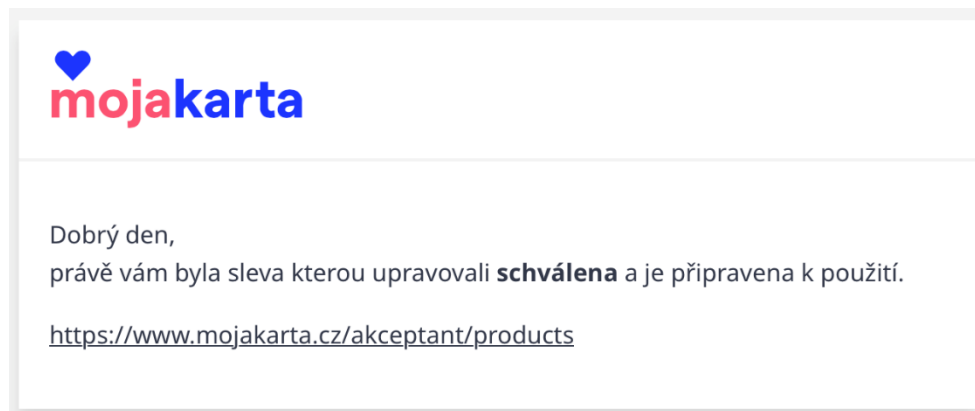 mojakarta
Dobrý den,
právě vám byla sleva kterou upravovali schválena a je připravena k použití.
https://www.mojakarta.cz/akceptant/products